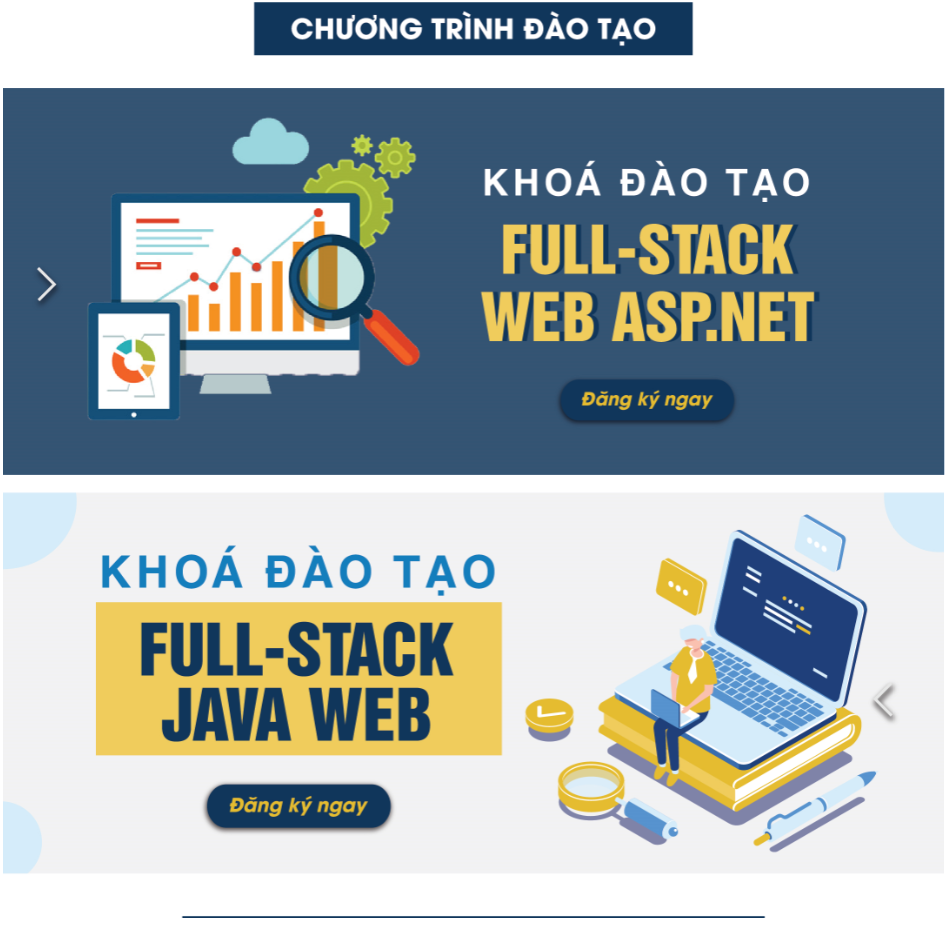 CHƯƠNG TRÌNH ĐÀO TẠO
KHOÁ ĐÀO TẠO
FULL-STACK
WEB ASP.NET
Đăng ký ngay
KHOÁ ĐÀO TẠO
FULL-STACK
JAVA WEB
Đăng ký ngay